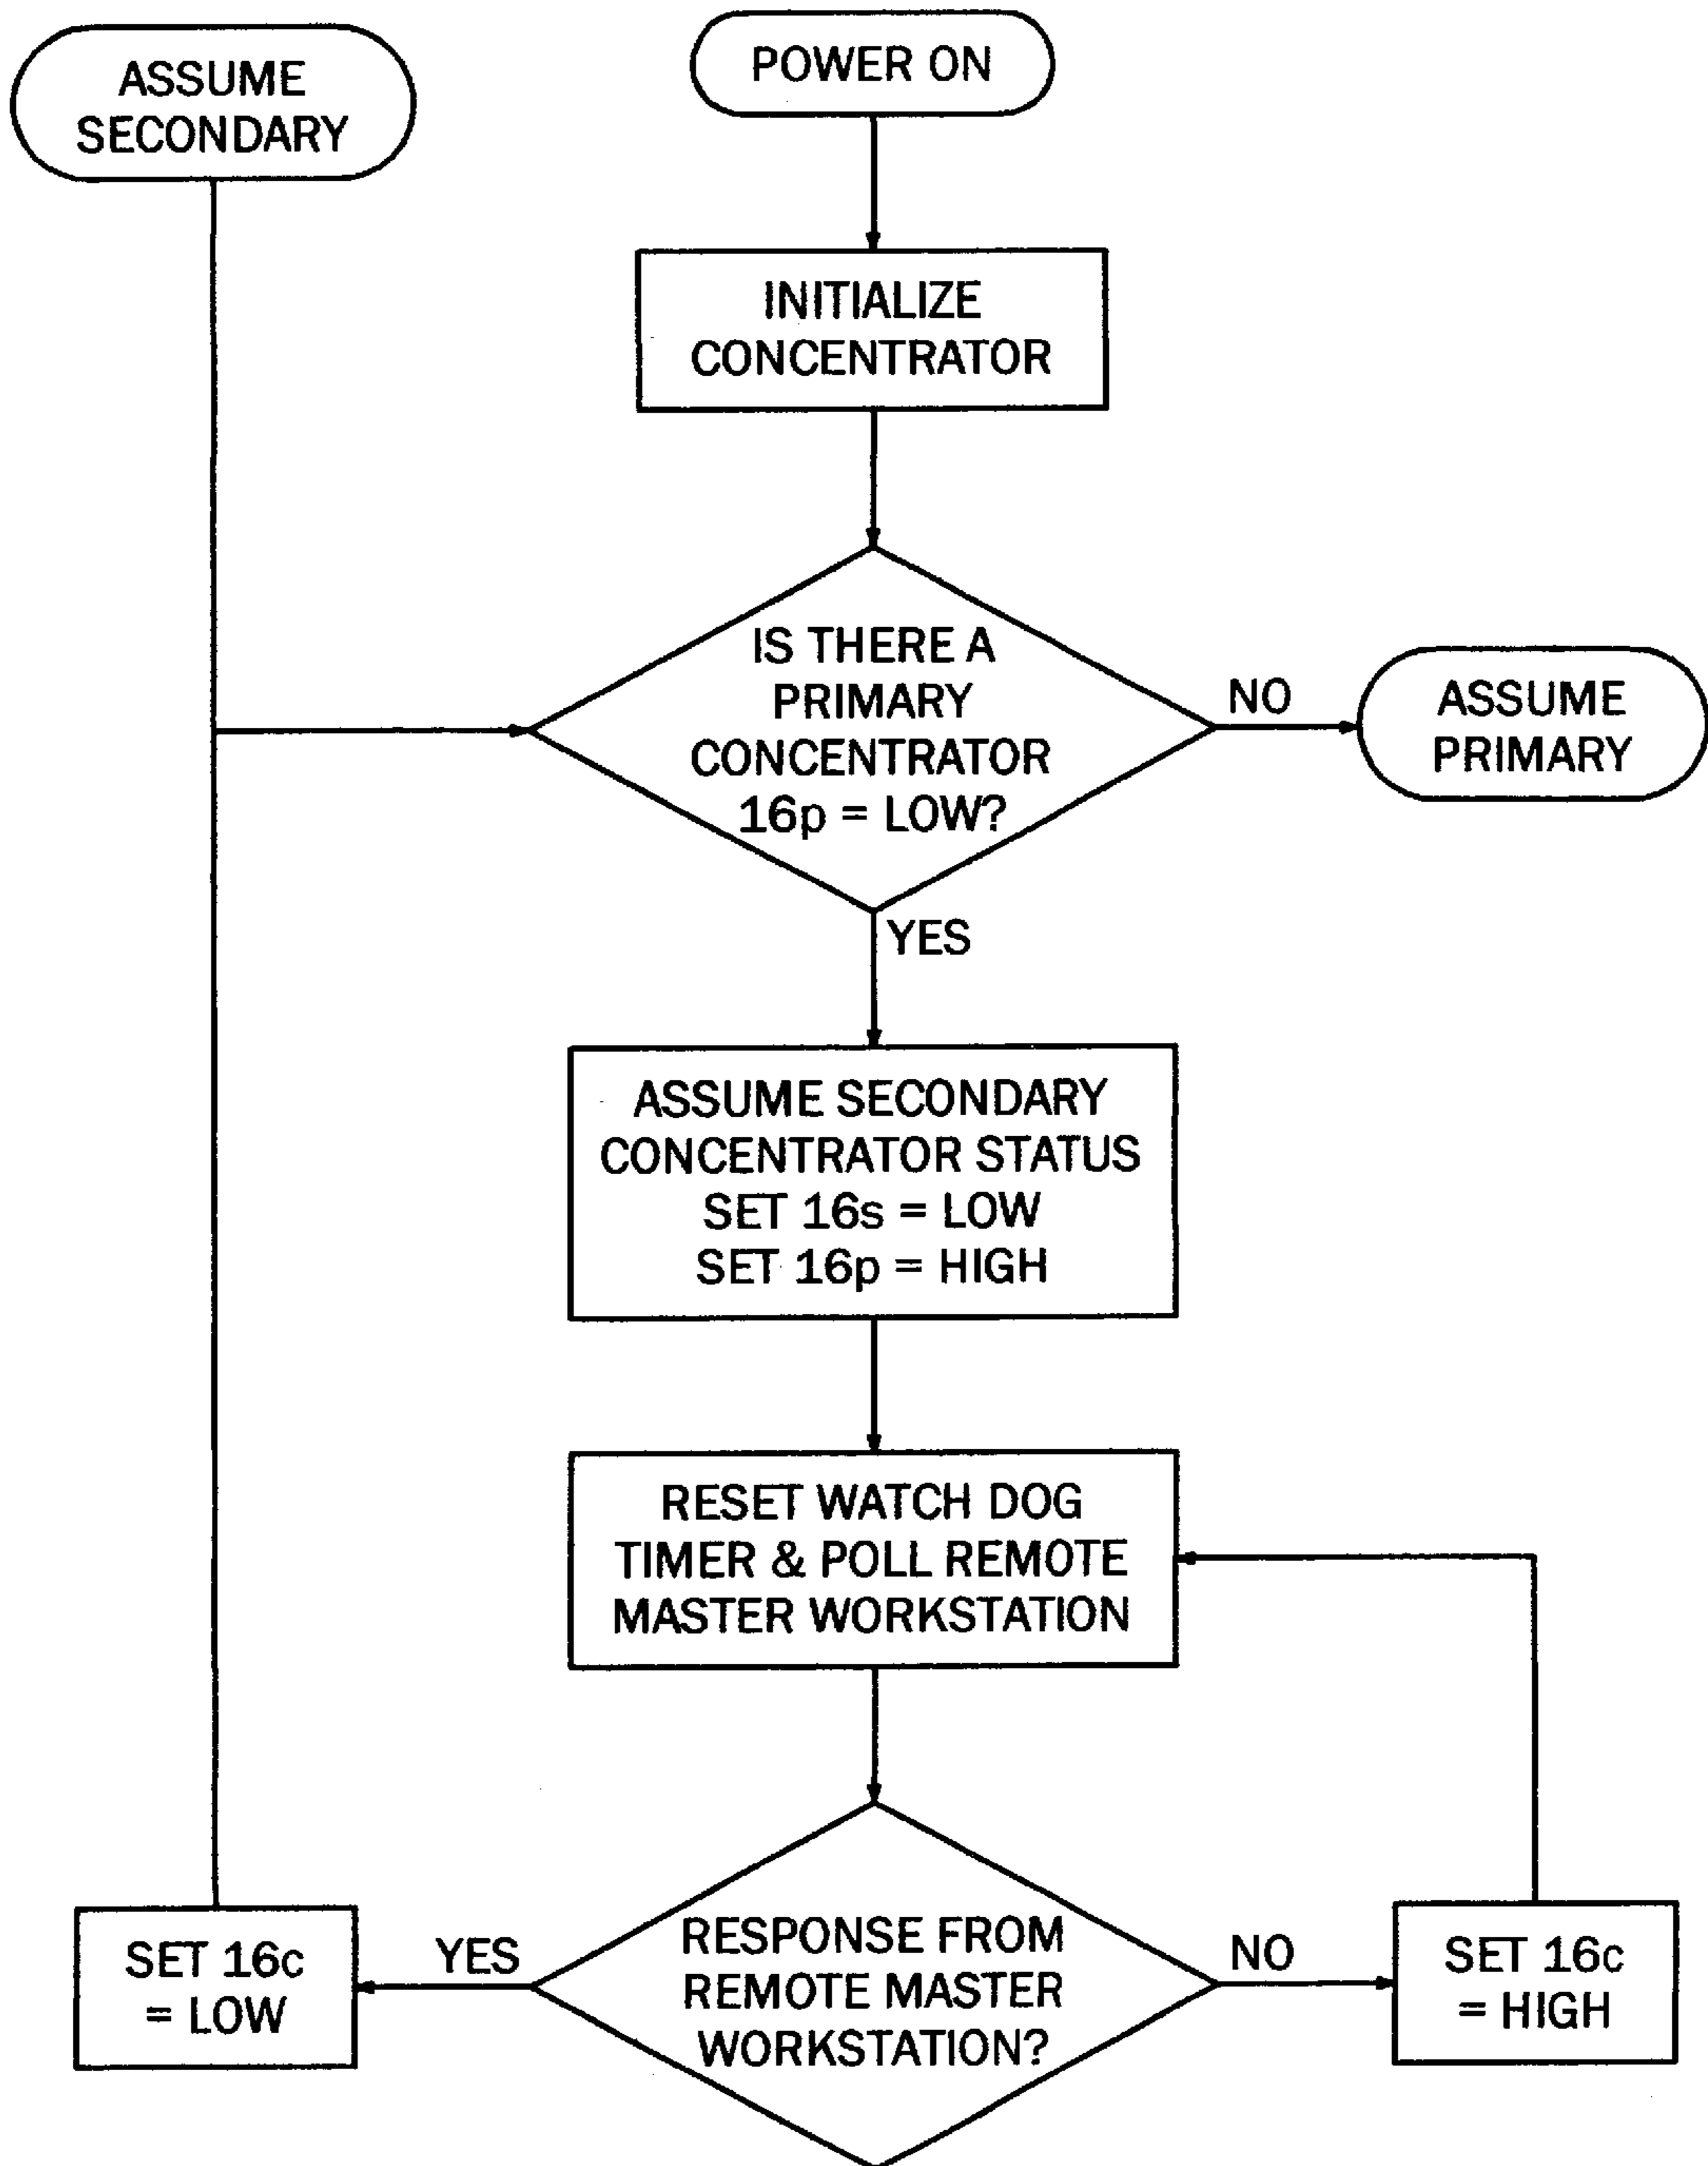 ASSUME
SECONDARY
POWER ON
INITIALIZE
CONCENTRATOR
IS THERE A
PRIMARY
CONCENTRATOR
16p = LOW?
NO
ASSUME
PRIMARY
YES
ASSUME SECONDARY
CONCENTRATOR STATUS
SET 16s = LOW
SET 16p = HIGH
RESET WATCH DOG
TIMER & POLL REMOTE
MASTER WORKSTATION
RESPONSE FROM
REMOTE MASTER
WORKSTATION?
YES
SET 16c
= LOW
NO
SET 16c
= HIGH